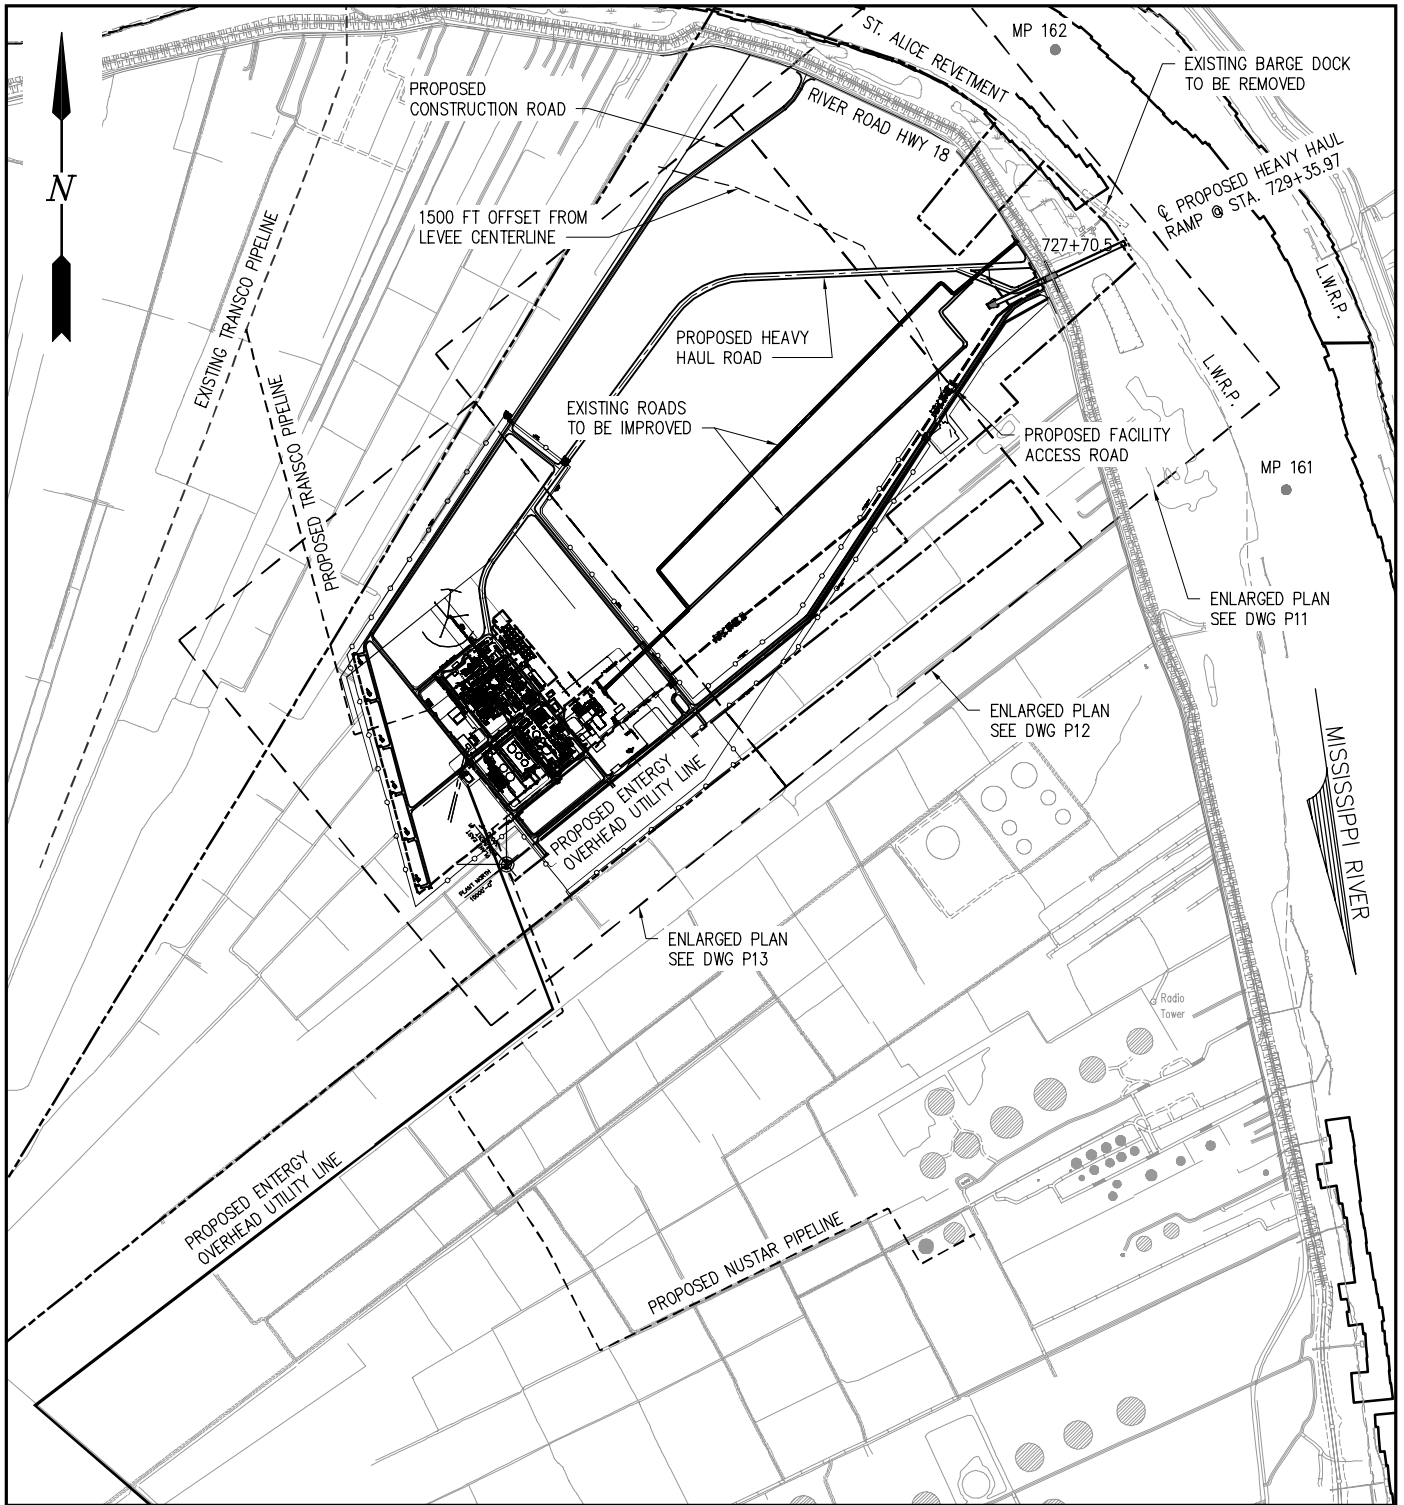 MP 162
ST. ALICE REVETMENT
EXISTING BARGE DOCK
TO BE REMOVED
PROPOSED
CONSTRUCTION ROAD
RIVER ROAD HWY 18
℄ PROPOSED HEAVY HAUL
RAMP @ STA. 729+35.97
N
1500 FT OFFSET FROM
LEVEE CENTERLINE
727+70.5
L.W.R.P.
EXISTING TRANSCO PIPELINE
PROPOSED HEAVY
HAUL ROAD
L.W.R.P.
PROPOSED TRANSCO PIPELINE
EXISTING ROADS
TO BE IMPROVED
PROPOSED FACILITY
ACCESS ROAD
MP 161
ENLARGED PLAN
SEE DWG P11
ENLARGED PLAN
SEE DWG P12
MISSISSIPPI RIVER
PROPOSED ENTERGY
OVERHEAD UTILITY LINE
PLANT NORTH
ENLARGED PLAN
SEE DWG P13
Radio
Tower
PROPOSED ENTERGY
OVERHEAD UTILITY LINE
PROPOSED NUSTAR PIPELINE